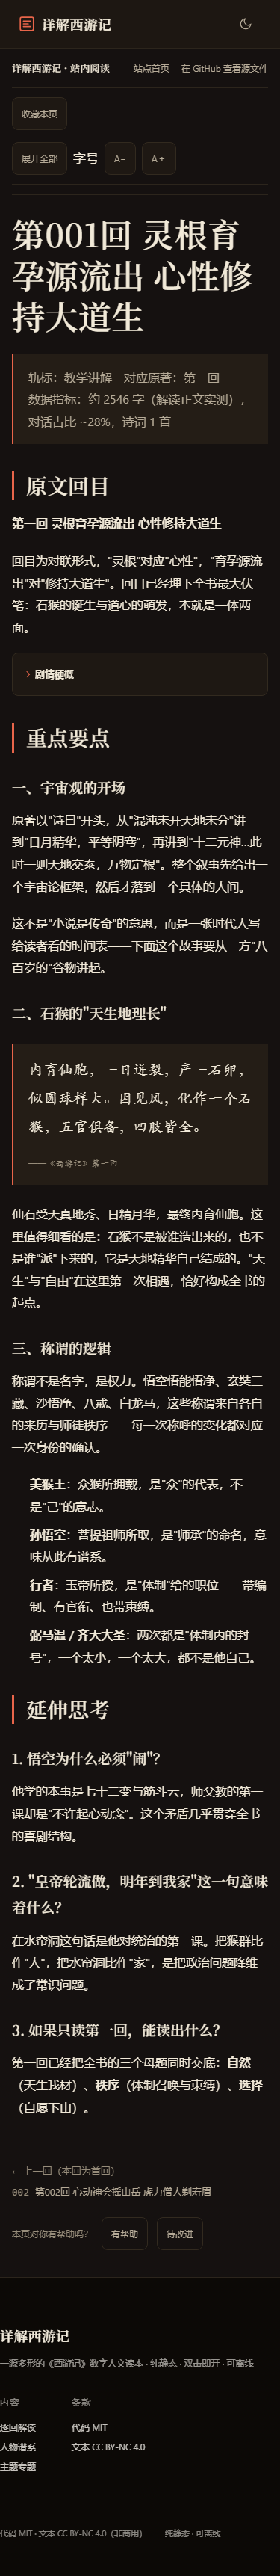 详解西游记
详解西游记 · 站内阅读 站点首页 在 GitHub 查看源文件
收藏本页
展开全部 字号 A− A+
第001回 灵根育
孕源流出 心性修
持大道生
轨标：教学讲解 对应原著：第一回
数据指标：约 2546 字（解读正文实测），
对话占比 ~28%，诗词 1 首
原文回目
第一回 灵根育孕源流出 心性修持大道生
回目为对联形式，"灵根"对应"心性"，"育孕源流
出"对"修持大道生"。回目已经埋下全书最大伏
笔：石猴的诞生与道心的萌发，本就是一体两
面。
› 剧情梗概
重点要点
一、宇宙观的开场
原著以"诗曰"开头，从"混沌未开天地未分"讲
到"日月精华，平等阴骞"，再讲到"十二元神...此
时一则天地交泰，万物定根"。整个叙事先给出一
个宇宙论框架，然后才落到一个具体的人间。
这不是"小说是传奇"的意思，而是一张时代人写
给读者看的时间表——下面这个故事要从一方"八
百岁的"谷物讲起。
二、石猴的"天生地理长"
内育仙胞，一日迸裂，产一石卵，
似圆球样大。因见风，化作一个石
猴，五官俱备，四肢皆全。
—— 《西游记》第一回
仙石受天真地秀、日精月华，最终内育仙胞。这
里值得细看的是：石猴不是被谁造出来的，也不
是谁"派"下来的，它是天地精华自己结成的。"天
生"与"自由"在这里第一次相遇，恰好构成全书的
起点。
三、称谓的逻辑
称谓不是名字，是权力。悟空悟能悟净、玄奘三
藏、沙悟净、八戒、白龙马，这些称谓来自各自
的来历与师徒秩序——每一次称呼的变化都对应
一次身份的确认。
美猴王：众猴所拥戴，是"众"的代表，不
是"己"的意志。
孙悟空：菩提祖师所取，是"师承"的命名，意
味从此有谱系。
行者：玉帝所授，是"体制"给的职位——带编
制、有官衔、也带束缚。
弼马温 / 齐天大圣：两次都是"体制内的封
号"，一个太小，一个太大，都不是他自己。
延伸思考
1. 悟空为什么必须"闹"？
他学的本事是七十二变与筋斗云，师父教的第一
课却是"不许起心动念"。这个矛盾几乎贯穿全书
的喜剧结构。
2. "皇帝轮流做，明年到我家"这一句意味
着什么？
在水帘洞这句话是他对统治的第一课。把猴群比
作"人"，把水帘洞比作"家"，是把政治问题降维
成了常识问题。
3. 如果只读第一回，能读出什么？
第一回已经把全书的三个母题同时交底：自然
（天生我材）、秩序（体制召唤与束缚）、选择
（自愿下山）。
← 上一回（本回为首回）
002 第002回 心动神会摇山岳 虎力僧人剃寿眉
本页对你有帮助吗？ 有帮助 待改进
详解西游记
一源多形的《西游记》数字人文读本 · 纯静态 · 双击即开 · 可离线
内容 条款
逐回解读 代码 MIT
人物谱系 文本 CC BY-NC 4.0
主题专题
代码 MIT · 文本 CC BY-NC 4.0（非商用） 纯静态 · 可离线